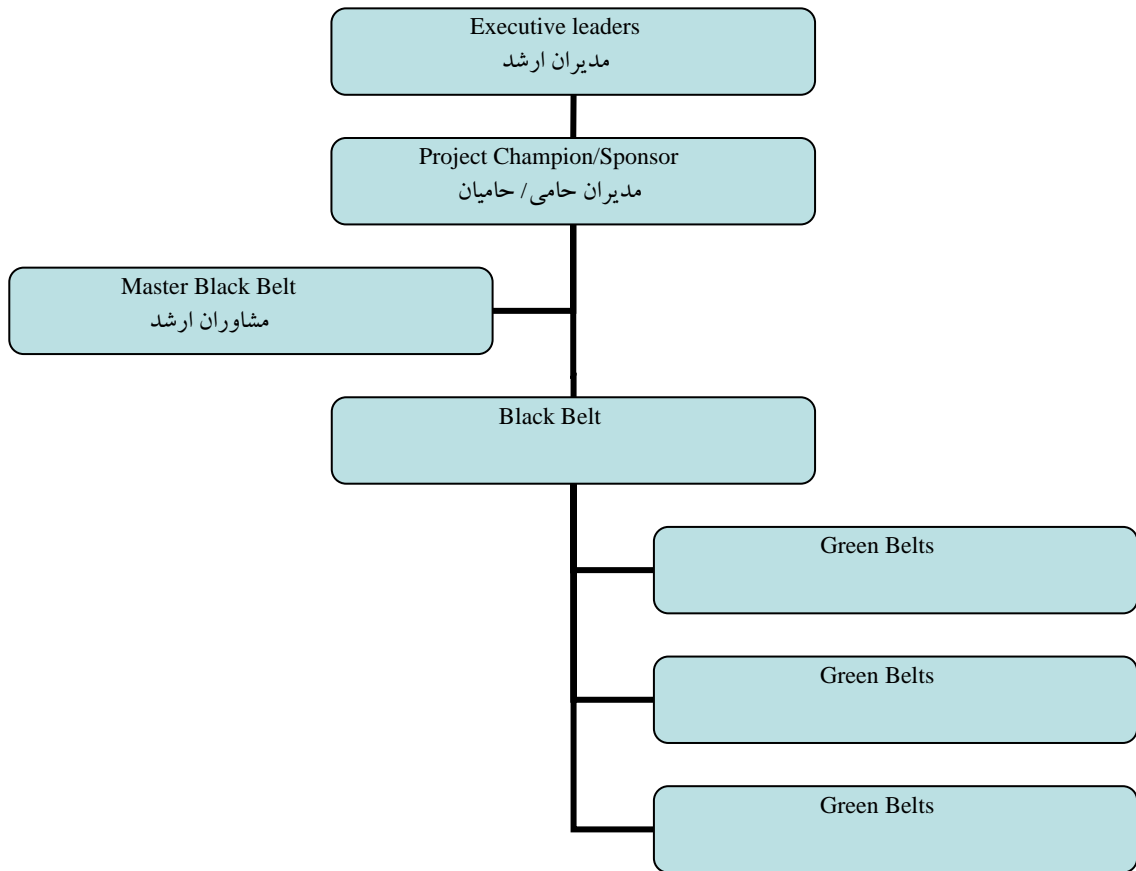 Executive leaders
مدیران ارشد
Project Champion/Sponsor
مدیران حامی/ حامیان
Master Black Belt
مشاوران ارشد
Black Belt
Green Belts
Green Belts
Green Belts